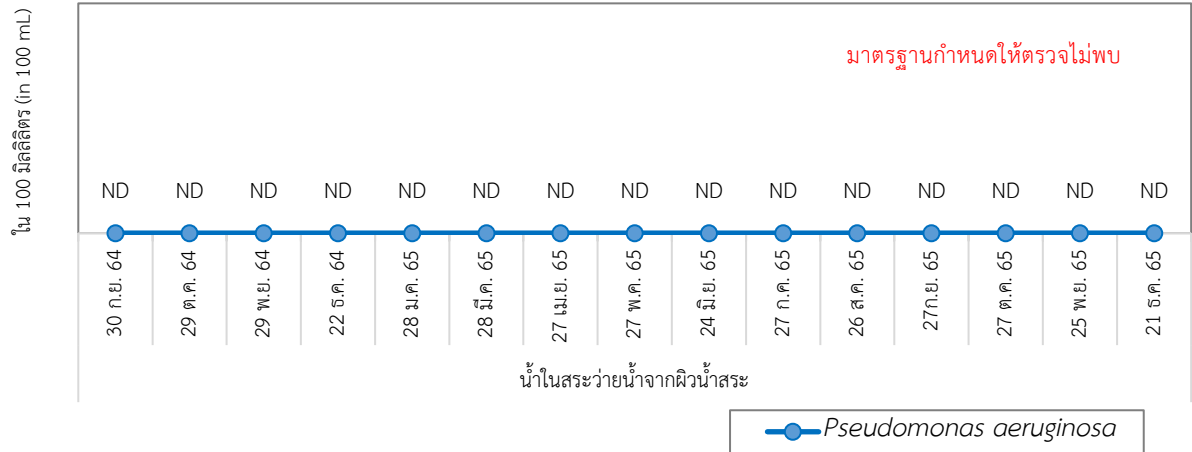 ใน 100 มิลลิลิตร (in 100 mL)
มาตรฐานกำหนดให้ตรวจไม่พบ
ND ND ND ND ND ND ND ND ND ND ND ND ND ND ND
30 ก.ย. 64
29 ต.ค. 64
29 พ.ย. 64
22 ธ.ค. 64
28 ม.ค. 65
28 มี.ค. 65
27 เม.ย. 65
27 พ.ค. 65
24 มิ.ย. 65
27 ก.ค. 65
26 ส.ค. 65
27ก.ย. 65
27 ต.ค. 65
25 พ.ย. 65
21 ธ.ค. 65
น้ำในสระว่ายน้ำจากผิวน้ำสระ
Pseudomonas aeruginosa